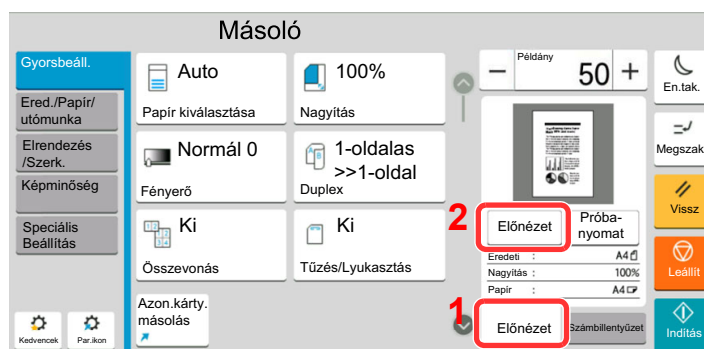 Másoló
Gyorsbeáll.
Ered./Papír/
utómunka
Elrendezés
/Szerk.
Képminőség
Speciális
Beállítás
Kedvencek
Par.ikon
Auto
Papír kiválasztása
100%
Nagyítás
Normál 0
Fényerő
1-oldalas
>>1-oldal
Duplex
Ki
Összevonás
Ki
Tűzés/Lyukasztás
Azon.kárty.
másolás
Példány
− 50 +
2
Előnézet
Próba-
nyomat
Eredeti : A4
Nagyítás : 100%
Papír : A4
1
Előnézet
Számbillentyűzet
En.tak.
Megszak
Vissz
Leállít
Indítás